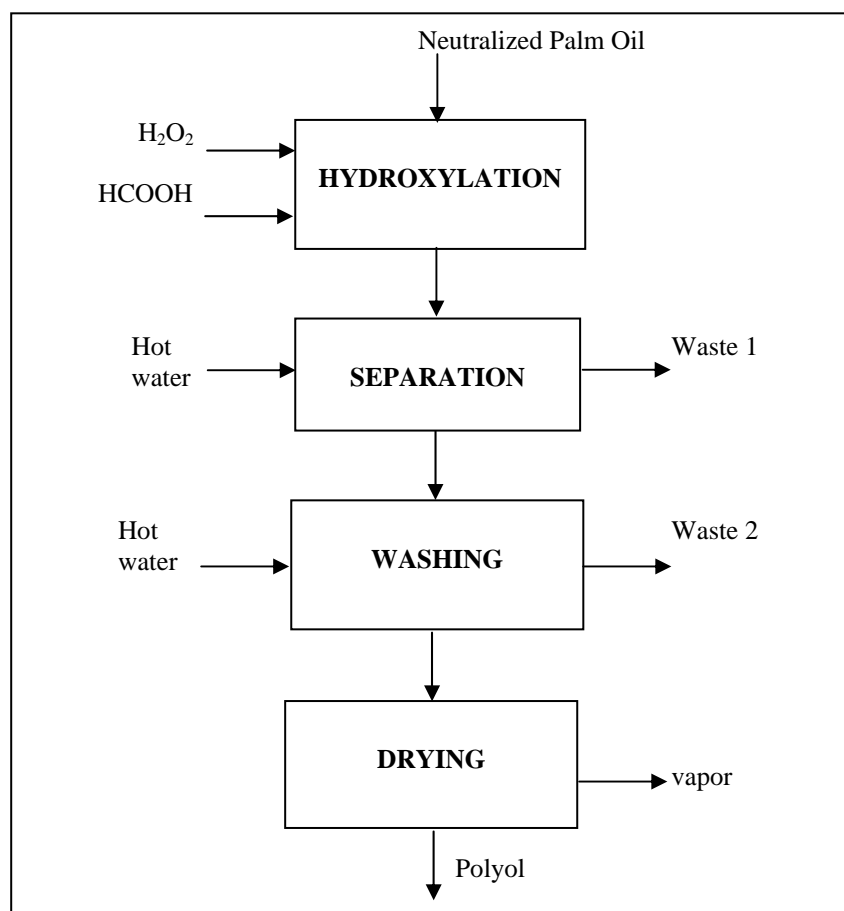 Neutralized Palm Oil
H₂O₂
HYDROXYLATION
HCOOH
Hot
water
SEPARATION
Waste 1
Hot
water
WASHING
Waste 2
DRYING
vapor
Polyol